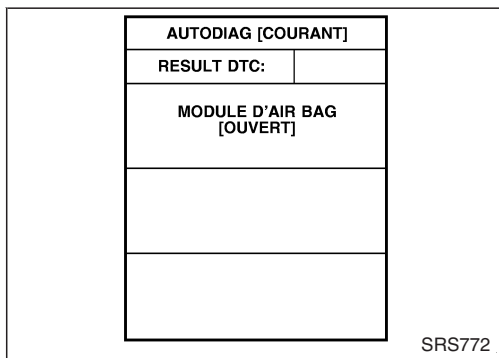 AUTODIAG [COURANT]
RESULT DTC:
MODULE D'AIR BAG
[OUVERT]
SRS772